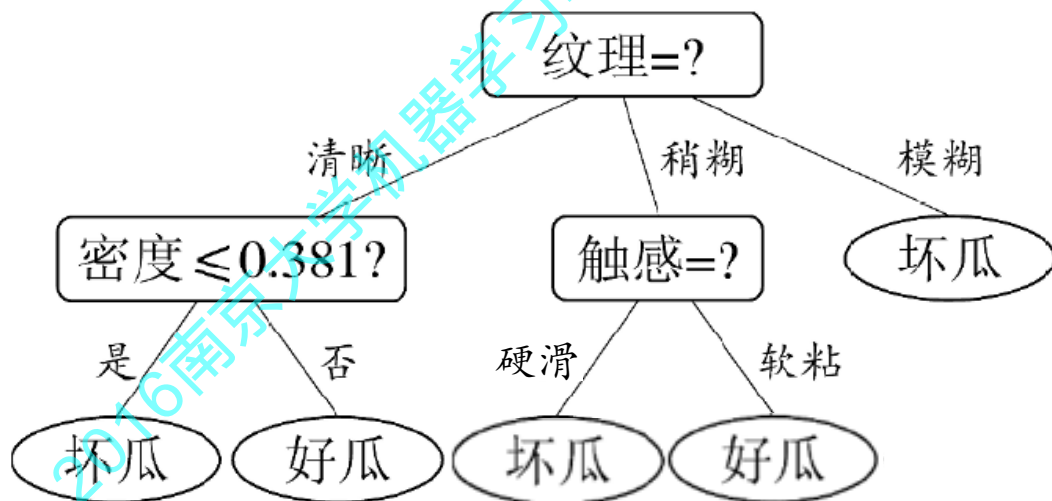 纹理=?
清晰
稍糊
模糊
密度≤0.381?
触感=?
坏瓜
是
否
硬滑
软粘
坏瓜
好瓜
坏瓜
好瓜
2016南京大学机器学习